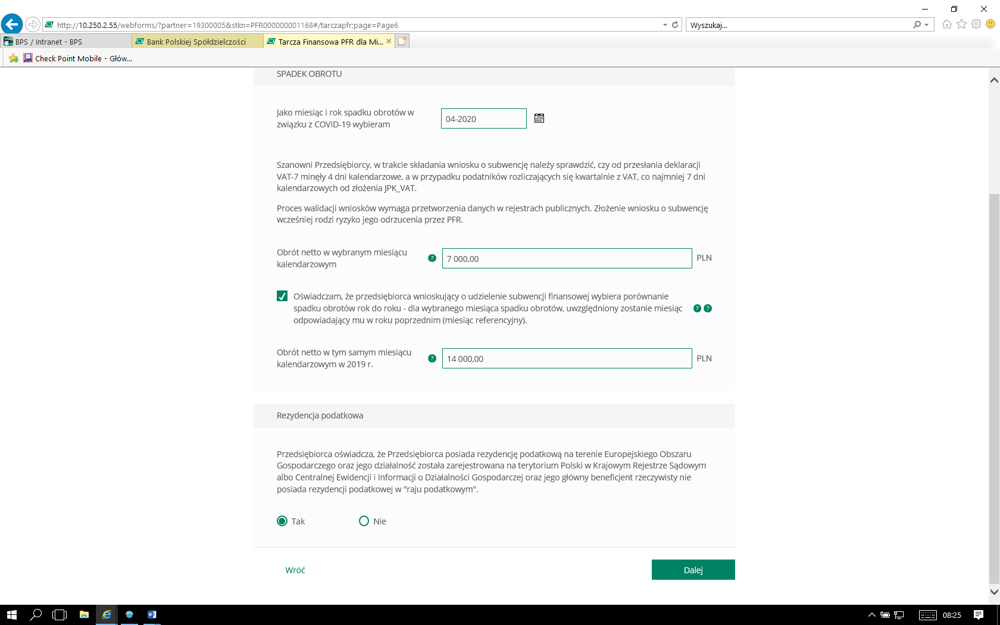 http://10.250.2.55/webforms/?partner=19300005&stkn=PFR000000001168#/tarczapfr;page=Page6
Wyszukaj...
BPS / Intranet - BPS
Bank Polskiej Spółdzielczości
Tarcza Finansowa PFR dla Mi...
Check Point Mobile - Głów...
SPADEK OBROTU
Jako miesiąc i rok spadku obrotów w
związku z COVID-19 wybieram
04-2020
Szanowni Przedsiębiorcy, w trakcie składania wniosku o subwencję należy sprawdzić, czy od przesłania deklaracji
VAT-7 minęły 4 dni kalendarzowe, a w przypadku podatników rozliczających się kwartalnie z VAT, co najmniej 7 dni
kalendarzowych od złożenia JPK_VAT.
Proces walidacji wniosków wymaga przetworzenia danych w rejestrach publicznych. Złożenie wniosku o subwencję
wcześniej rodzi ryzyko jego odrzucenia przez PFR.
Obrót netto w wybranym miesiącu
kalendarzowym
?
7 000,00
PLN
Oświadczam, że przedsiębiorca wnioskujący o udzielenie subwencji finansowej wybiera porównanie
spadku obrotów rok do roku - dla wybranego miesiąca spadku obrotów, uwzględniony zostanie miesiąc
odpowiadający mu w roku poprzednim (miesiąc referencyjny).
? ?
Obrót netto w tym samym miesiącu
kalendarzowym w 2019 r.
?
14 000,00
PLN
Rezydencja podatkowa
Przedsiębiorca oświadcza, że Przedsiębiorca posiada rezydencję podatkową na terenie Europejskiego Obszaru
Gospodarczego oraz jego działalność została zarejestrowana na terytorium Polski w Krajowym Rejestrze Sądowym
albo Centralnej Ewidencji i Informacji o Działalności Gospodarczej oraz jego główny beneficjent rzeczywisty nie
posiada rezydencji podatkowej w "raju podatkowym".
Tak
Nie
Wróć
Dalej
08:25